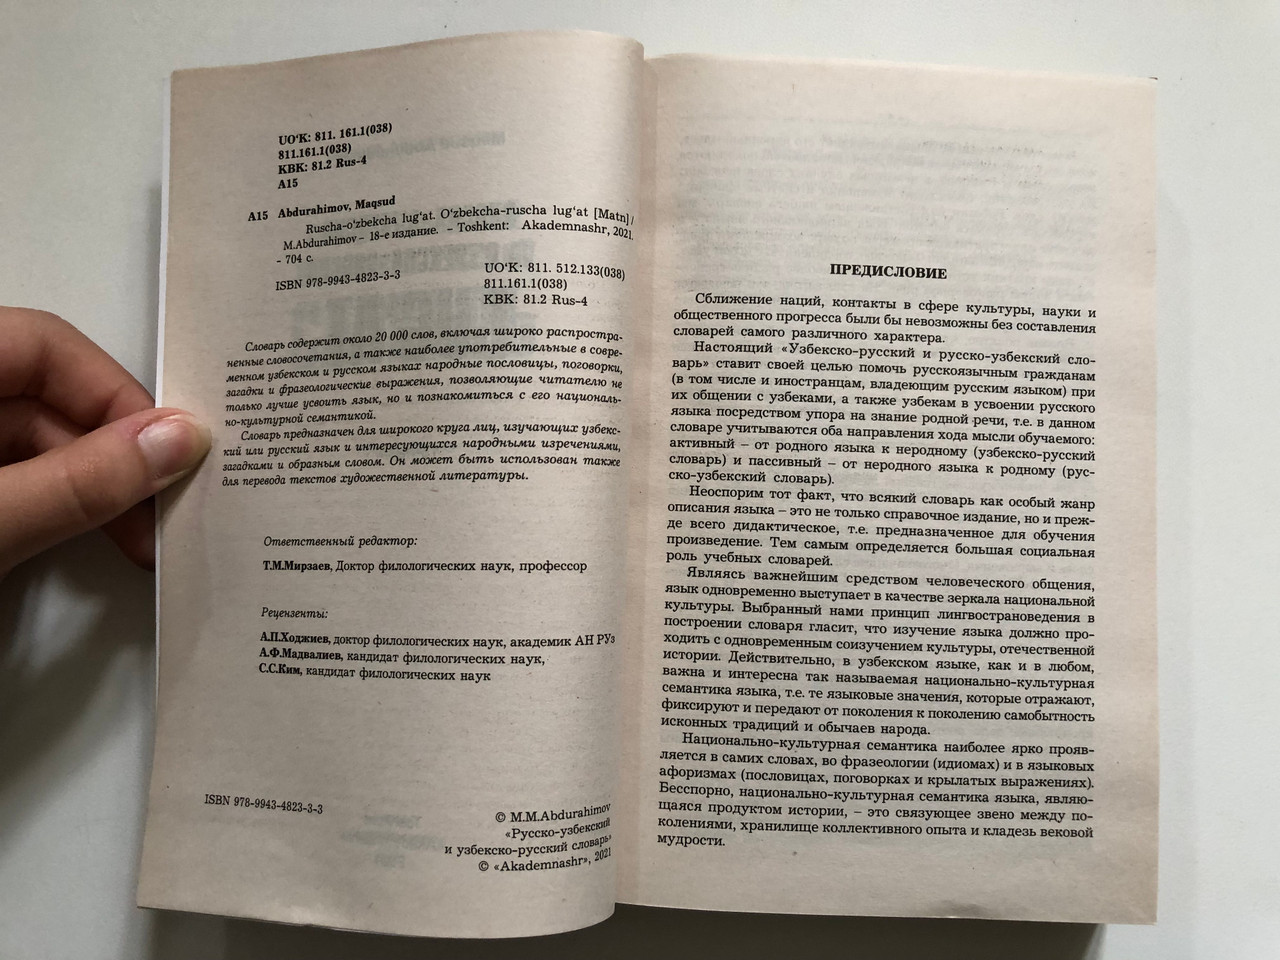 UO‘K: 811. 161.1(038)
811.161.1(038)
KBK: 81.2 Rus-4
A15
A15 Abdurahimov, Maqsud
Ruscha-o‘zbekcha lug‘at. O‘zbekcha-ruscha lug‘at [Matn] /
M.Abdurahimov – 18-е издание. – Toshkent: Akademnashr, 2021.
– 704 с.
ISBN 978-9943-4823-3-3
UO‘K: 811. 512.133(038)
811.161.1(038)
KBK: 81.2 Rus-4
Словарь содержит около 20 000 слов, включая широко распростра-
ненные словосочетания, а также наиболее употребительные в совре-
менном узбекском и русском языках народные пословицы, поговорки,
загадки и фразеологические выражения, позволяющие читателю не
только лучше усвоить язык, но и познакомиться с его националь-
но-культурной семантикой.
Словарь предназначен для широкого круга лиц, изучающих узбекс-
кий или русский язык и интересующихся народными изречениями,
загадками и образным словом. Он может быть использован также
для перевода текстов художественной литературы.
Ответственный редактор:
Т.М.Мирзаев, Доктор филологических наук, профессор
Рецензенты:
А.П.Ходжиев, доктор филологических наук, академик АН РУз
А.Ф.Мадвалиев, кандидат филологических наук,
С.С.Ким, кандидат филологических наук
ISBN 978-9943-4823-3-3
© M.M.Abdurahimov
«Русско-узбекский
и узбекско-русский словарь»
© «Akademnashr», 2021
ПРЕДИСЛОВИЕ
Сближение наций, контакты в сфере культуры, науки и
общественного прогресса были бы невозможны без составления
словарей самого различного характера.
Настоящий «Узбекско-русский и русско-узбекский сло-
варь» ставит своей целью помочь русскоязычным гражданам
(в том числе и иностранцам, владеющим русским языком) при
их общении с узбеками, а также узбекам в усвоении русского
языка посредством упора на знание родной речи, т.е. в данном
словаре учитываются оба направления хода мысли обучаемого:
активный – от родного языка к неродному (узбекско-русский
словарь) и пассивный – от неродного языка к родному (рус-
ско-узбекский словарь).
Неоспорим тот факт, что всякий словарь как особый жанр
описания языка – это не только справочное издание, но и преж-
де всего дидактическое, т.е. предназначенное для обучения
произведение. Тем самым определяется большая социальная
роль учебных словарей.
Являясь важнейшим средством человеческого общения,
язык одновременно выступает в качестве зеркала национальной
культуры. Выбранный нами принцип лингвострановедения в
построении словаря гласит, что изучение языка должно про-
ходить с одновременным соизучением культуры, отечественной
истории. Действительно, в узбекском языке, как и в любом,
важна и интересна так называемая национально-культурная
семантика языка, т.е. те языковые значения, которые отражают,
фиксируют и передают от поколения к поколению самобытность
исконных традиций и обычаев народа.
Национально-культурная семантика наиболее ярко прояв-
ляется в самих словах, во фразеологии (идиомах) и в языковых
афоризмах (пословицах, поговорках и крылатых выражениях).
Бесспорно, национально-культурная семантика языка, являю-
щаяся продуктом истории, – это связующее звено между по-
колениями, хранилище коллективного опыта и кладезь вековой
мудрости.